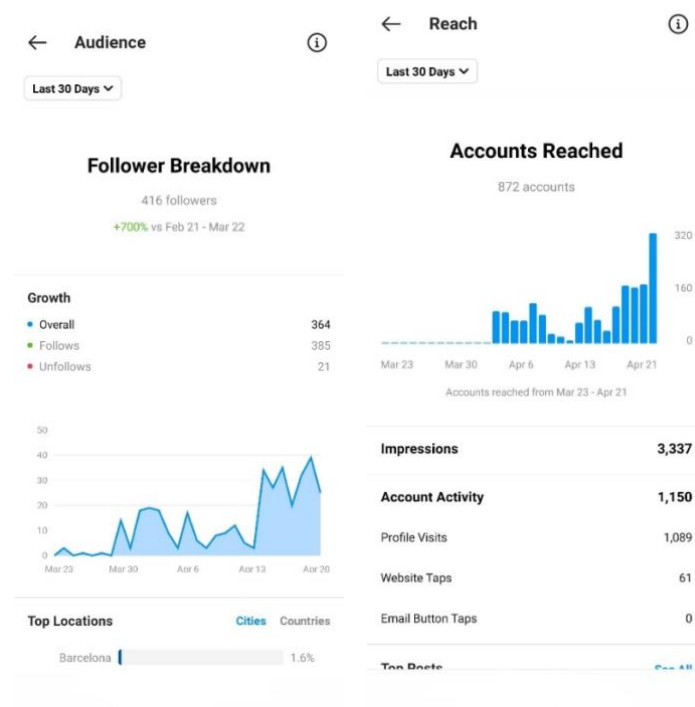 Audience
Last 30 Days
Follower Breakdown
416 followers
+700% vs Feb 21 - Mar 22
Growth
Overall 364
Follows 385
Unfollows 21
50
40
30
20
10
0
Mar 23 Mar 30 Apr 6 Apr 13 Apr 20
Top Locations Cities Countries
Barcelona 1.6%
Reach
Last 30 Days
Accounts Reached
872 accounts
320
160
0
Mar 23 Mar 30 Apr 6 Apr 13 Apr 21
Accounts reached from Mar 23 - Apr 21
Impressions 3,337
Account Activity 1,150
Profile Visits 1,089
Website Taps 61
Email Button Taps 0
Top Posts See All